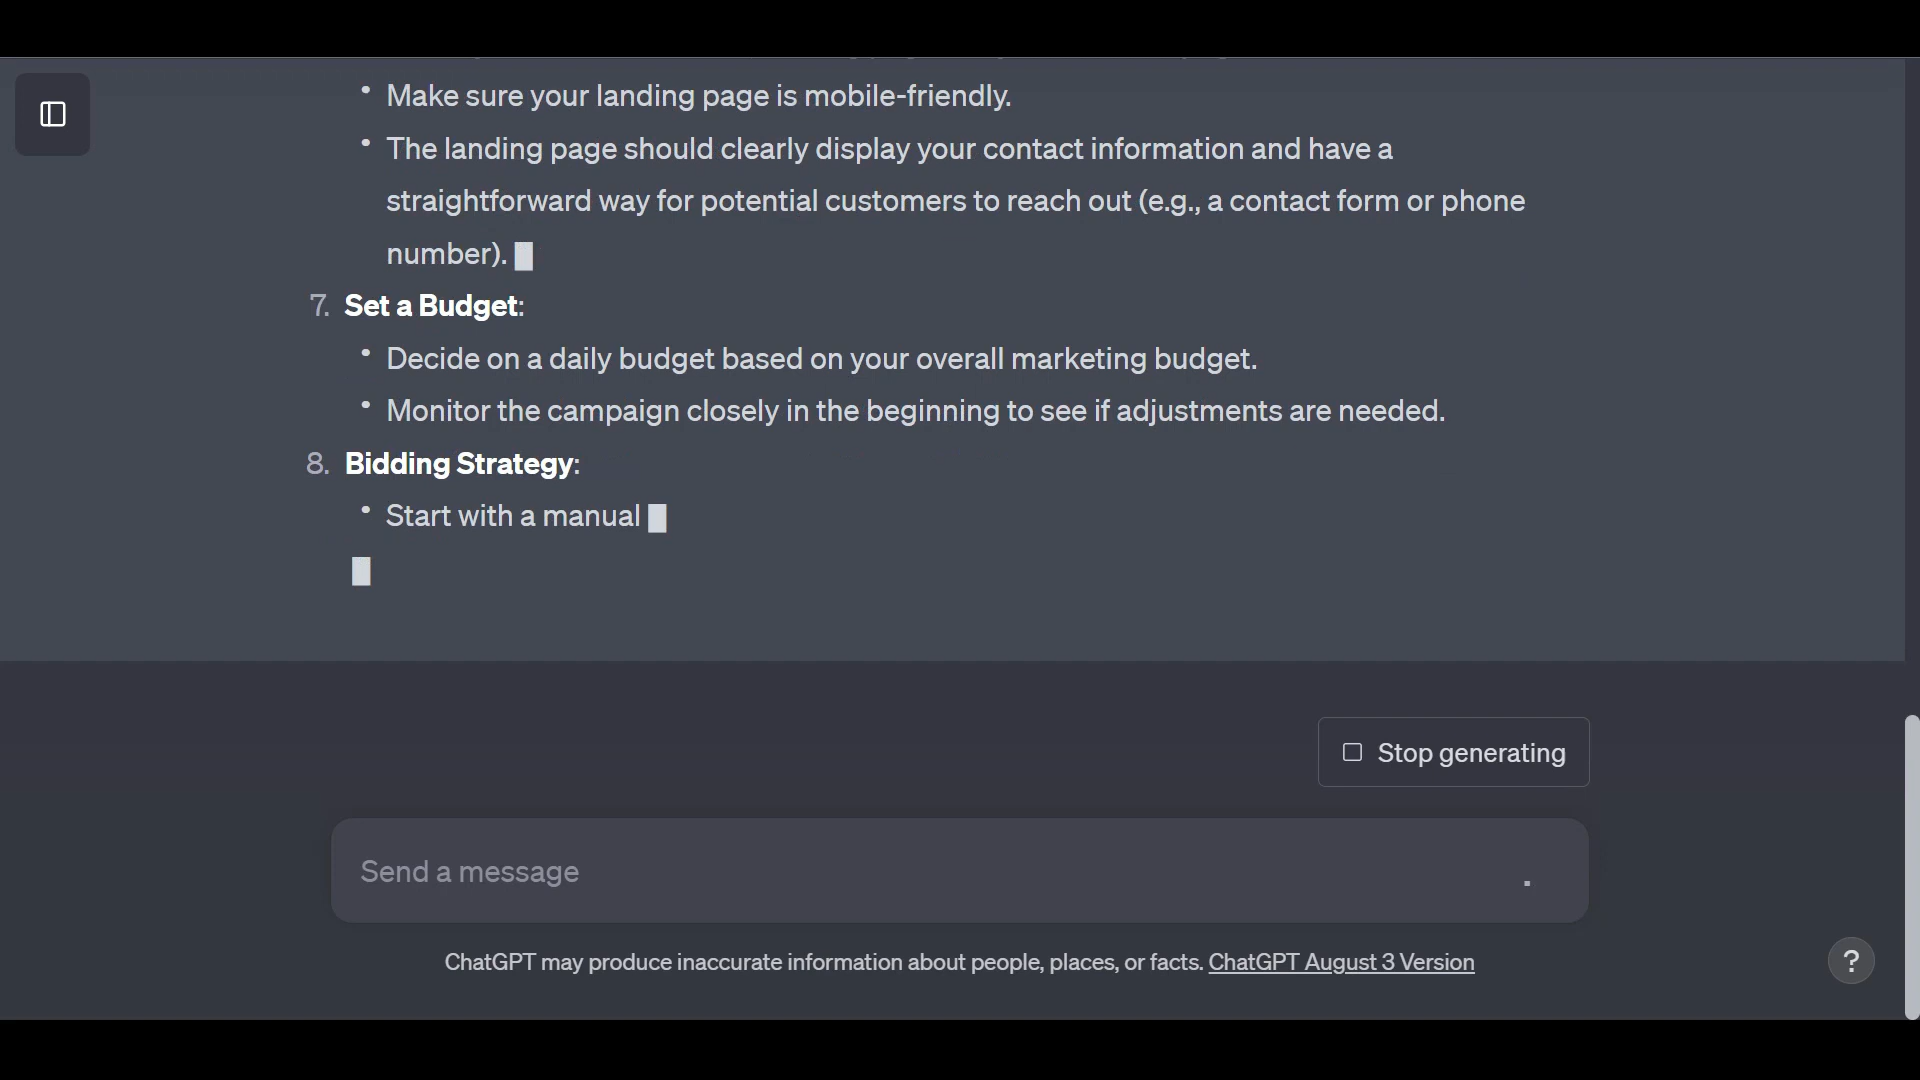 • Make sure your landing page is mobile-friendly.
• The landing page should clearly display your contact information and have a
straightforward way for potential customers to reach out (e.g., a contact form or phone
number).
7. Set a Budget:
• Decide on a daily budget based on your overall marketing budget.
• Monitor the campaign closely in the beginning to see if adjustments are needed.
8. Bidding Strategy:
• Start with a manual
Stop generating
Send a message
ChatGPT may produce inaccurate information about people, places, or facts. ChatGPT August 3 Version
?